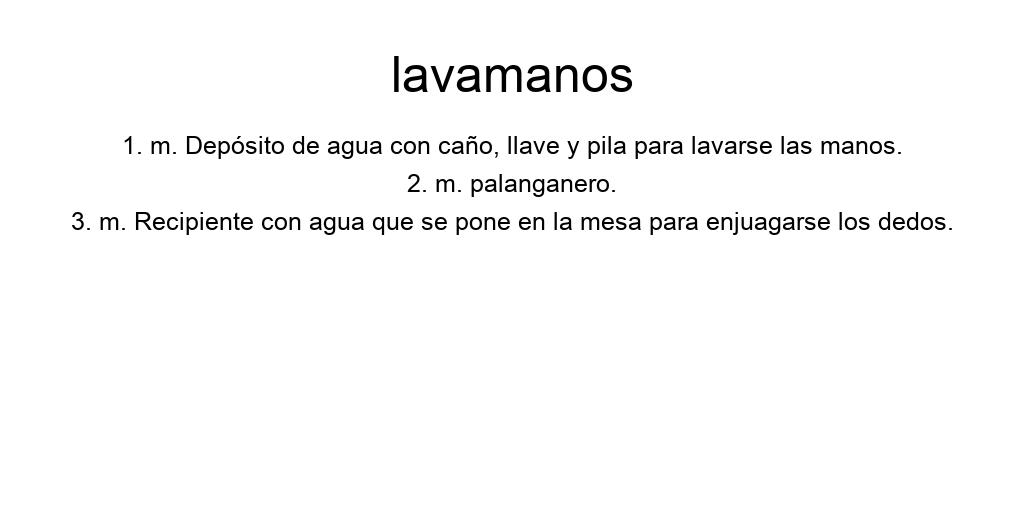 lavamanos
1. m. Depósito de agua con caño, llave y pila para lavarse las manos.
2. m. palanganero.
3. m. Recipiente con agua que se pone en la mesa para enjuagarse los dedos.